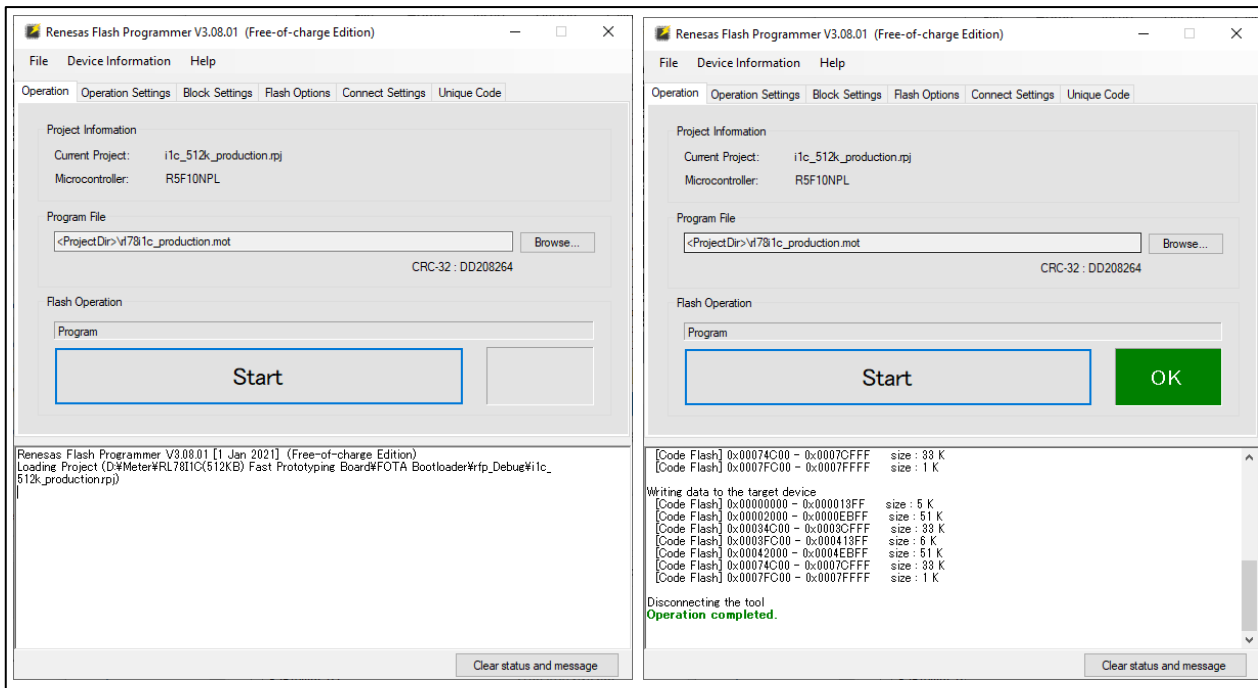 Renesas Flash Programmer V3.08.01 (Free-of-charge Edition)
File Device Information Help
Operation Operation Settings Block Settings Flash Options Connect Settings Unique Code
Project Information
Current Project: i1c_512k_production.rpj
Microcontroller: R5F10NPL
Program File
<ProjectDir>\rl78i1c_production.mot
Browse...
CRC-32 : DD208264
Flash Operation
Program
Start
Renesas Flash Programmer V3.08.01 [1 Jan 2021] (Free-of-charge Edition)
Loading Project (D:¥Meter¥RL78I1C(512KB) Fast Prototyping Board¥FOTA Bootloader¥rfp_Debug¥i1c_
512k_production.rpj)
Clear status and message
Renesas Flash Programmer V3.08.01 (Free-of-charge Edition)
File Device Information Help
Operation Operation Settings Block Settings Flash Options Connect Settings Unique Code
Project Information
Current Project: i1c_512k_production.rpj
Microcontroller: R5F10NPL
Program File
<ProjectDir>\rl78i1c_production.mot
Browse...
CRC-32 : DD208264
Flash Operation
Program
Start
OK
[Code Flash] 0x00074C00 - 0x0007CFFF size : 33 K
[Code Flash] 0x0007FC00 - 0x0007FFFF size : 1 K
Writing data to the target device
[Code Flash] 0x00000000 - 0x000013FF size : 5 K
[Code Flash] 0x00002000 - 0x0000EBFF size : 51 K
[Code Flash] 0x00034C00 - 0x0003CFFF size : 33 K
[Code Flash] 0x0003FC00 - 0x000413FF size : 6 K
[Code Flash] 0x00042000 - 0x0004EBFF size : 51 K
[Code Flash] 0x00074C00 - 0x0007CFFF size : 33 K
[Code Flash] 0x0007FC00 - 0x0007FFFF size : 1 K
Disconnecting the tool
Operation completed.
Clear status and message